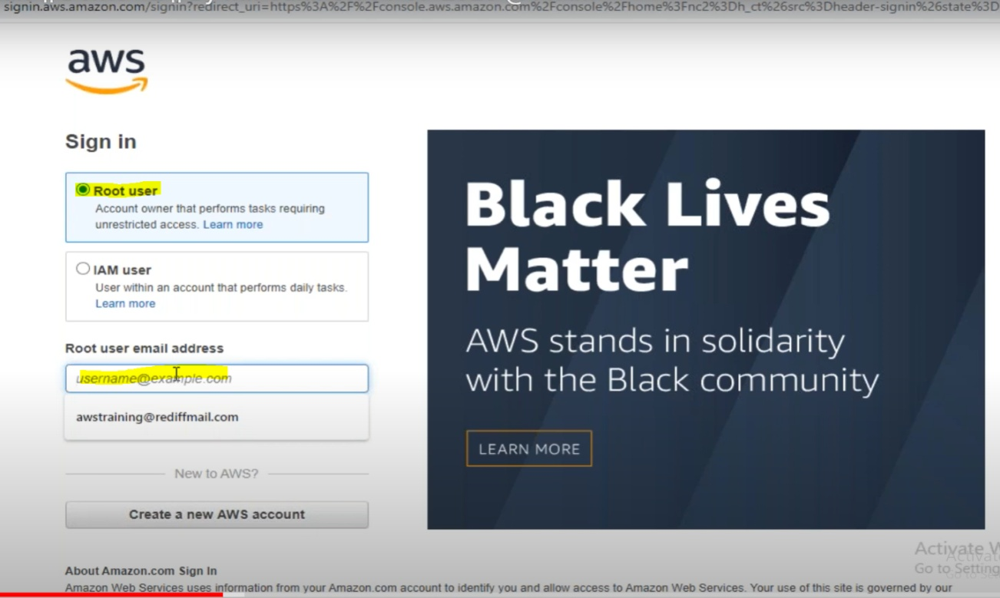 signin.aws.amazon.com/signin?redirect_uri=https%3A%2F%2Fconsole.aws.amazon.com%2Fconsole%2Fhome%3Fnc2%3Dh_ct%26src%3Dheader-signin%26state%3D
aws
Sign in
Root user
Account owner that performs tasks requiring
unrestricted access. Learn more
IAM user
User within an account that performs daily tasks.
Learn more
Root user email address
username@example.com
awstraining@rediffmail.com
New to AWS?
Create a new AWS account
Black Lives
Matter
AWS stands in solidarity
with the Black community
LEARN MORE
Activate W
Go to Setting
About Amazon.com Sign In
Amazon Web Services uses information from your Amazon.com account to identify you and allow access to Amazon Web Services. Your use of this site is governed by our